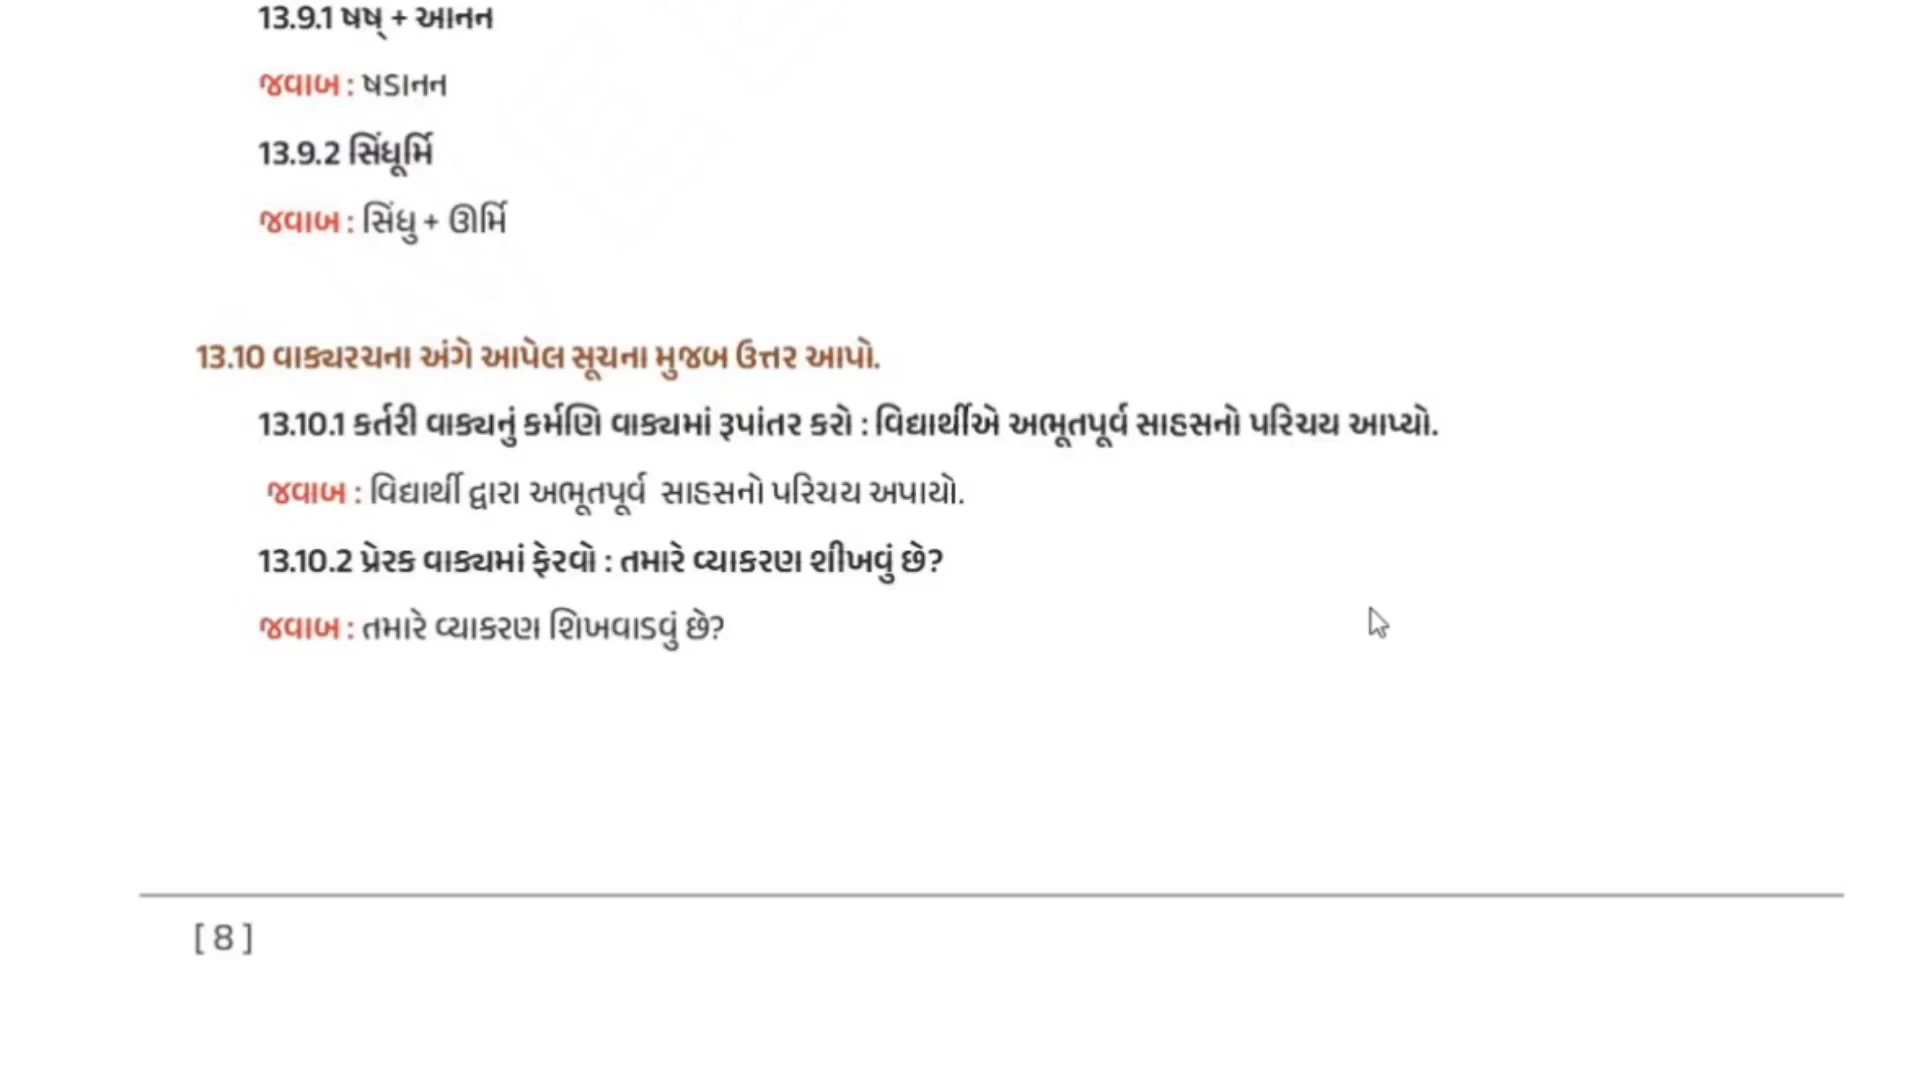 13.9.1 ષષ્ + આનન
જવાબ : ષડાનન
13.9.2 સિંધૂર્મિ
જવાબ : સિંધુ + ઊર્મિ
13.10 વાક્યરચના અંગે આપેલ સૂચના મુજબ ઉત્તર આપો.
13.10.1 કર્તરી વાક્યનું કર્મણિ વાક્યમાં રૂપાંતર કરો : વિદ્યાર્થીએ અભૂતપૂર્વ સાહસનો પરિચય આપ્યો.
જવાબ : વિદ્યાર્થી દ્વારા અભૂતપૂર્વ સાહસનો પરિચય અપાયો.
13.10.2 પ્રેરક વાક્યમાં ફેરવો : તમારે વ્યાકરણ શીખવું છે?
જવાબ : તમારે વ્યાકરણ શિખવાડવું છે?
[ 8 ]